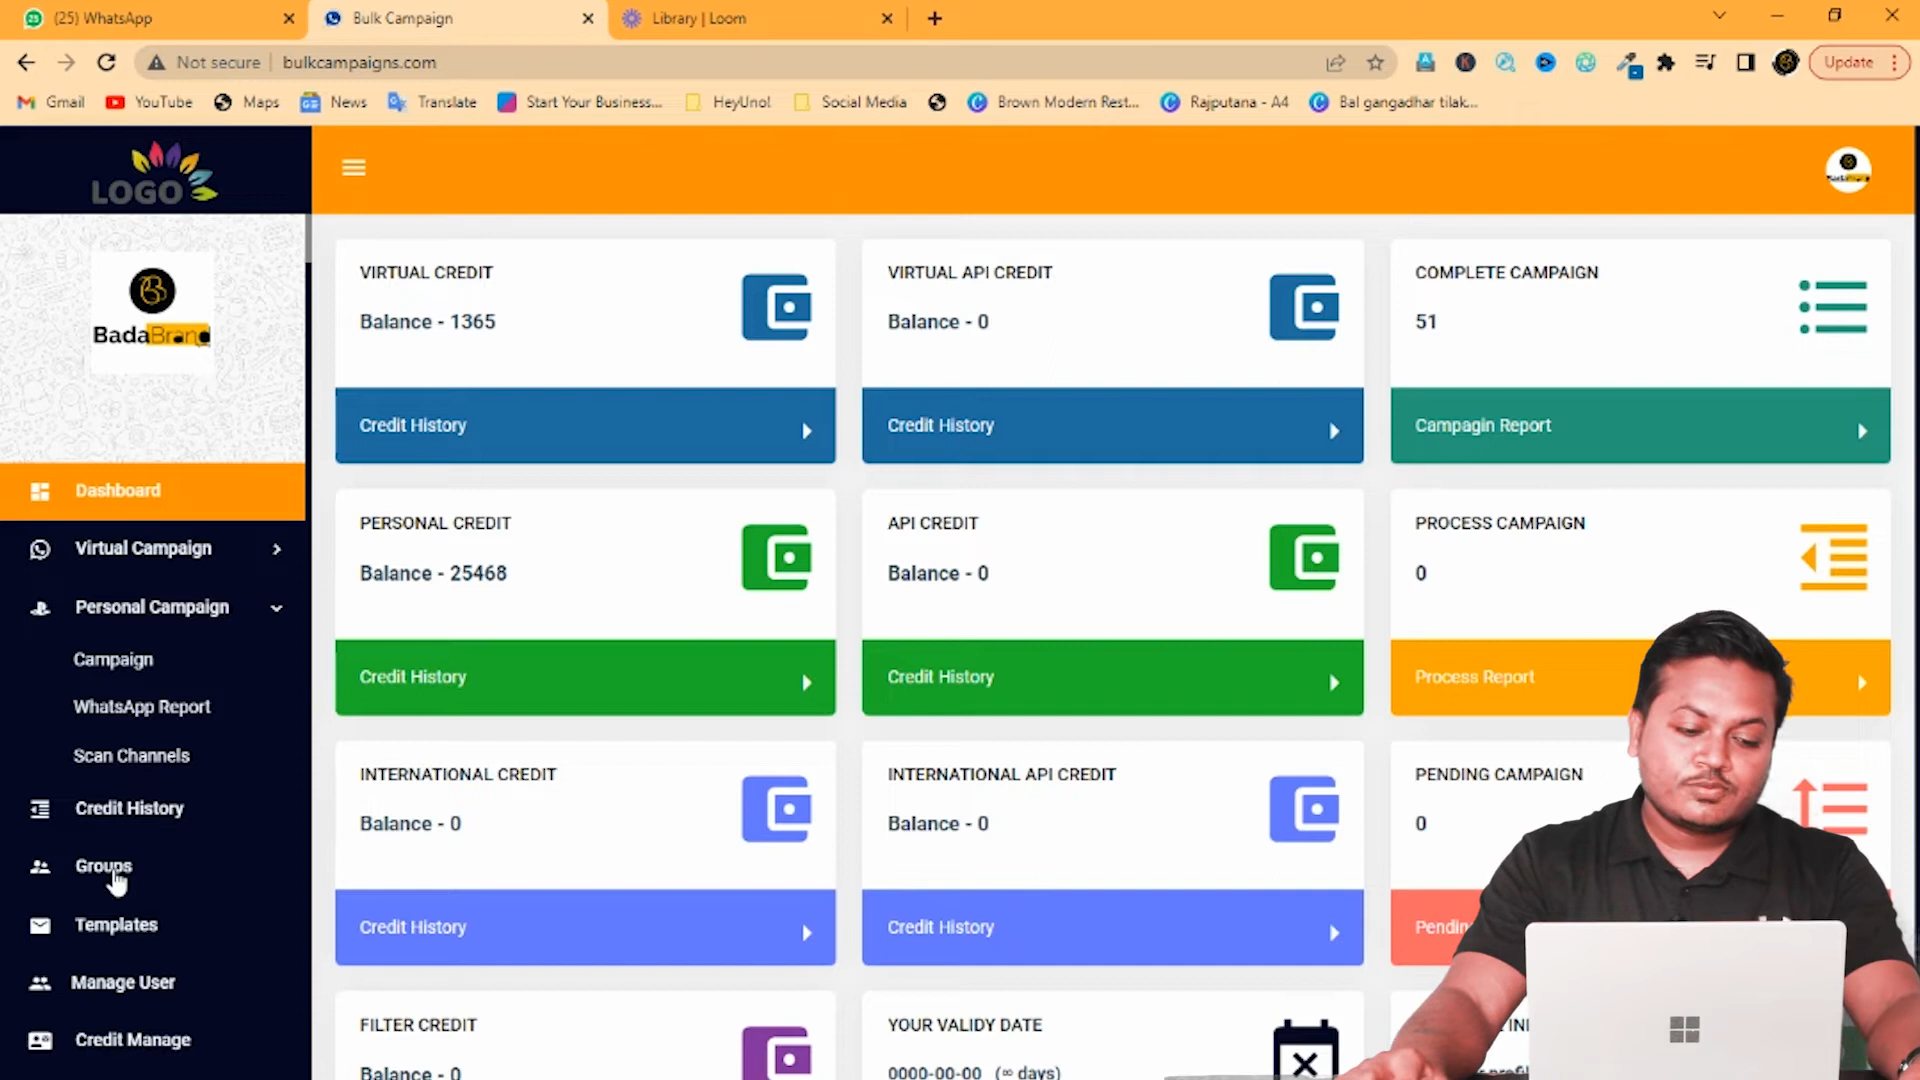 (25) WhatsApp
Bulk Campaign
Library | Loom
Not secure
bulkcampaigns.com
Update
Gmail
YouTube
Maps
News
Translate
Start Your Business...
HeyUno!
Social Media
Brown Modern Rest...
Rajputana - A4
Bal gangadhar tilak...
LOGO
BadaBrand
Dashboard
Virtual Campaign
Personal Campaign
Campaign
WhatsApp Report
Scan Channels
Credit History
Groups
Templates
Manage User
Credit Manage
VIRTUAL CREDIT
Balance - 1365
Credit History
VIRTUAL API CREDIT
Balance - 0
Credit History
COMPLETE CAMPAIGN
51
Campagin Report
PERSONAL CREDIT
Balance - 25468
Credit History
API CREDIT
Balance - 0
Credit History
PROCESS CAMPAIGN
0
Process Report
INTERNATIONAL CREDIT
Balance - 0
Credit History
INTERNATIONAL API CREDIT
Balance - 0
Credit History
PENDING CAMPAIGN
0
FILTER CREDIT
Balance - 0
YOUR VALIDY DATE
0000-00-00 (∞ days)